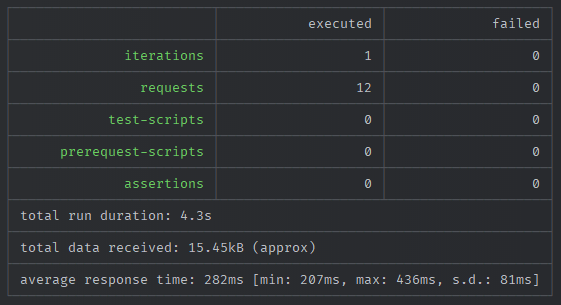 executed failed
iterations 1 0
requests 12 0
test-scripts 0 0
prerequest-scripts 0 0
assertions 0 0
total run duration: 4.3s
total data received: 15.45kB (approx)
average response time: 282ms [min: 207ms, max: 436ms, s.d.: 81ms]